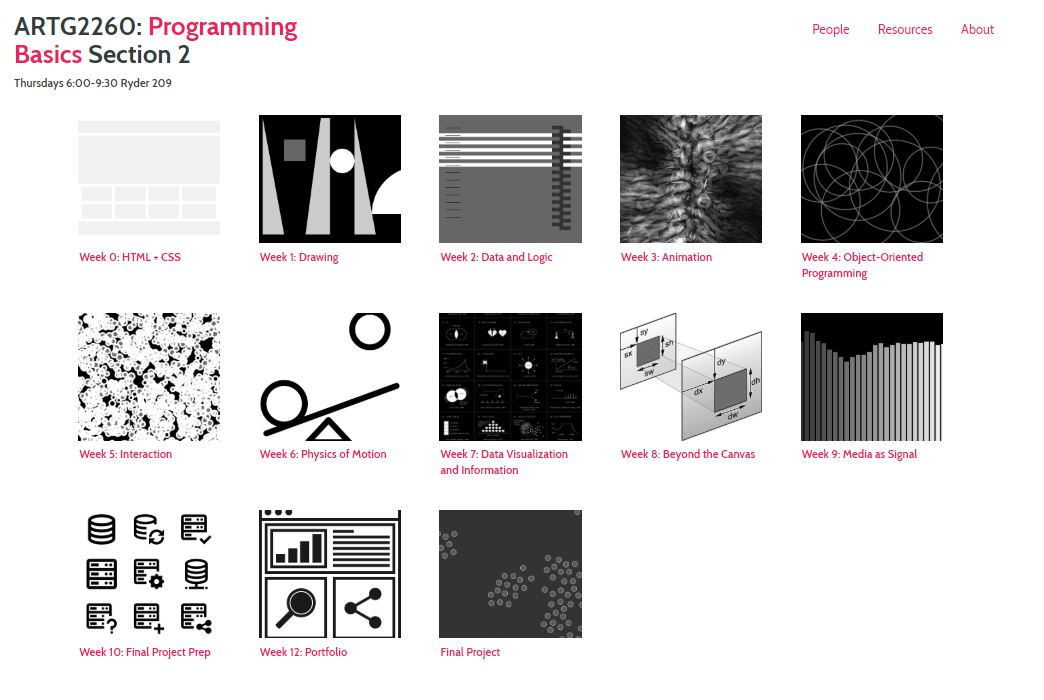 ARTG2260: Programming
Basics Section 2
Thursdays 6:00-9:30 Ryder 209
People Resources About
Week 0: HTML + CSS
Week 1: Drawing
Week 2: Data and Logic
Week 3: Animation
Week 4: Object-Oriented
Programming
sy
sx
sh
sw
dy
dx
dh
dw
Week 5: Interaction
Week 6: Physics of Motion
Week 7: Data Visualization
and Information
Week 8: Beyond the Canvas
Week 9: Media as Signal
?
Week 10: Final Project Prep
Week 12: Portfolio
Final Project